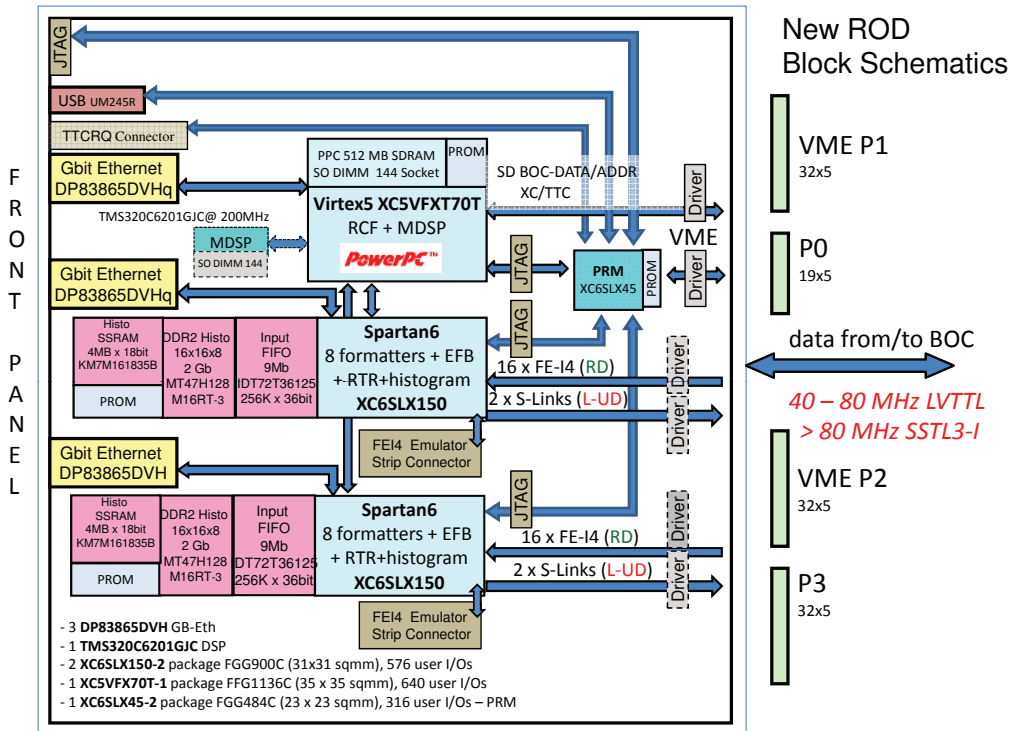 New ROD
Block Schematics
JTAG
USB UM245R
TTCRQ Connector
Gbit Ethernet
DP83865DVHq
PPC 512 MB SDRAM
SO DIMM 144 Socket
PROM
SD BOC-DATA/ADDR
XC/TTC
Driver
VME P1
32x5
FRONT PANEL
TMS320C6201GJC@ 200MHz
MDSP
SO DIMM 144
Virtex5 XC5VFXT70T
RCF + MDSP
PowerPC™
JTAG
PRM
XC6SLX45
PROM
VME
Driver
P0
19x5
Gbit Ethernet
DP83865DVHq
Histo
SSRAM
4MB x 18bit
KM7M161835B
PROM
DDR2 Histo
16x16x8
2 Gb
MT47H128
M16RT-3
Input
FIFO
9Mb
IDT72T36125
256K x 36bit
Spartan6
8 formatters + EFB
+ RTR+histogram
XC6SLX150
JTAG
16 x FE-I4 (RD)
2 x S-Links (L-UD)
Driver
Driver
FEI4 Emulator
Strip Connector
data from/to BOC
40 – 80 MHz LVTTL
> 80 MHz SSTL3-I
Gbit Ethernet
DP83865DVH
Histo
SSRAM
4MB x 18bit
KM7M161835B
PROM
DDR2 Histo
16x16x8
2 Gb
MT47H128
M16RT-3
Input
FIFO
9Mb
IDT72T36125
256K x 36bit
Spartan6
8 formatters + EFB
+ RTR+histogram
XC6SLX150
JTAG
16 x FE-I4 (RD)
2 x S-Links (L-UD)
Driver
Driver
FEI4 Emulator
Strip Connector
VME P2
32x5
P3
32x5
- 3 DP83865DVH GB-Eth
- 1 TMS320C6201GJC DSP
- 2 XC6SLX150-2 package FGG900C (31x31 sqmm), 576 user I/Os
- 1 XC5VFX70T-1 package FFG1136C (35 x 35 sqmm), 640 user I/Os
- 1 XC6SLX45-2 package FGG484C (23 x 23 sqmm), 316 user I/Os – PRM